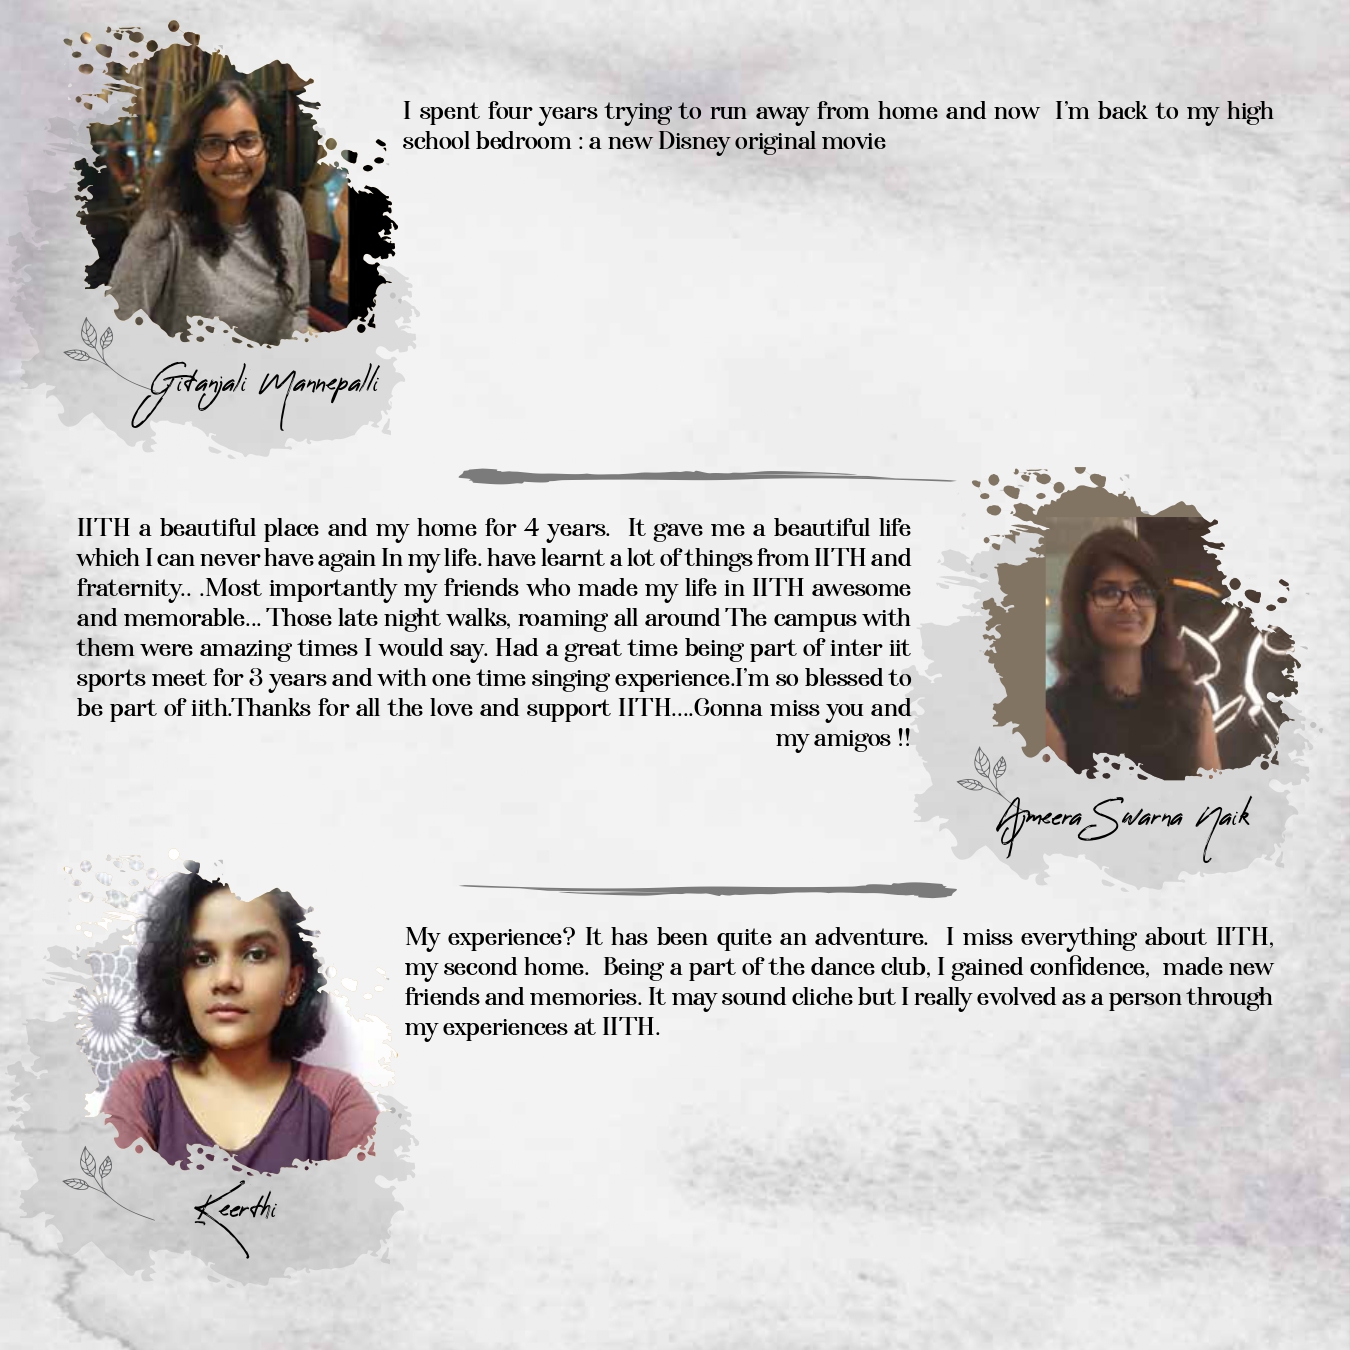 I spent four years trying to run away from home and now I'm back to my high
school bedroom : a new Disney original movie
Gitanjali Mannepalli
IITH a beautiful place and my home for 4 years. It gave me a beautiful life
which I can never have again In my life. have learnt a lot of things from IITH and
fraternity.. .Most importantly my friends who made my life in IITH awesome
and memorable... Those late night walks, roaming all around The campus with
them were amazing times I would say. Had a great time being part of inter iit
sports meet for 3 years and with one time singing experience.I'm so blessed to
be part of iith.Thanks for all the love and support IITH....Gonna miss you and
my amigos !!
Ajmeera Swarna Naik
My experience? It has been quite an adventure. I miss everything about IITH,
my second home. Being a part of the dance club, I gained confidence, made new
friends and memories. It may sound cliche but I really evolved as a person through
my experiences at IITH.
Keerthi